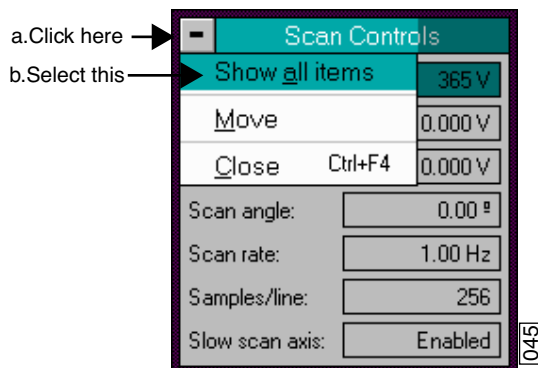 a.Click here
Scan Controls
b.Select this
Show all items
365 V
Move
0.000 V
Close Ctrl+F4
0.000 V
Scan angle: 0.00 º
Scan rate: 1.00 Hz
Samples/line: 256
Slow scan axis: Enabled
045